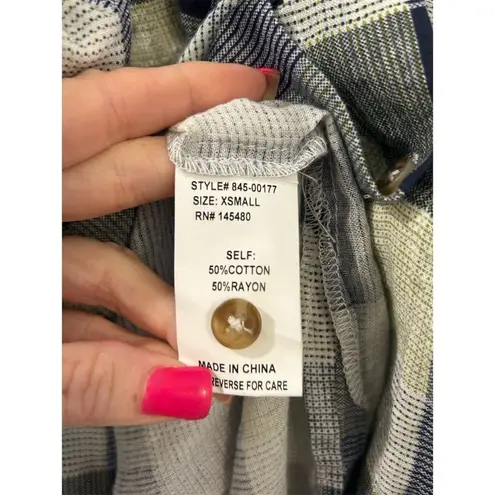 STYLE# 845-00177
SIZE: XSMALL
RN# 145480
SELF:
50%COTTON
50%RAYON
MADE IN CHINA
REVERSE FOR CARE